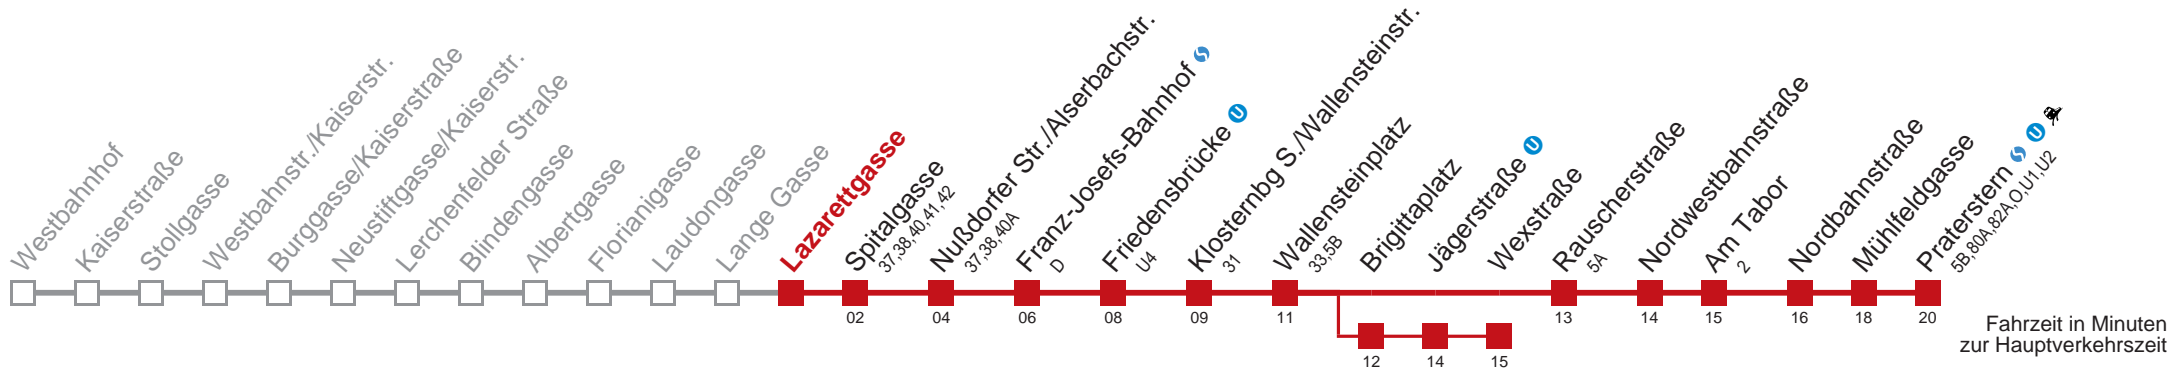 Westbahnhof
Kaiserstraße
Stollgasse
Westbahnstr./Kaiserstr.
Burggasse/Kaiserstraße
Neustiftgasse/Kaiserstr.
Lerchenfelder Straße
Blindengasse
Albertgasse
Florianigasse
Laudongasse
Lange Gasse
Lazarettgasse
Spitalgasse
37,38,40,41,42
Nußdorfer Str./Alserbachstr.
37,38,40A
Franz-Josefs-Bahnhof S
D
Friedensbrücke U
U4
Klosternbg S./Wallensteinstr.
31
Wallensteinplatz
33,5B
Brigittaplatz
Jägerstraße U
Wexstraße
Rauscherstraße
5A
Nordwestbahnstraße
Am Tabor
2
Nordbahnstraße
Mühlfeldgasse
Praterstern S U
5B,80A,82A,O,U1,U2
02 04 06 08 09 11 13 14 15 16 18 20
12 14 15
Fahrzeit in Minuten
zur Hauptverkehrszeit